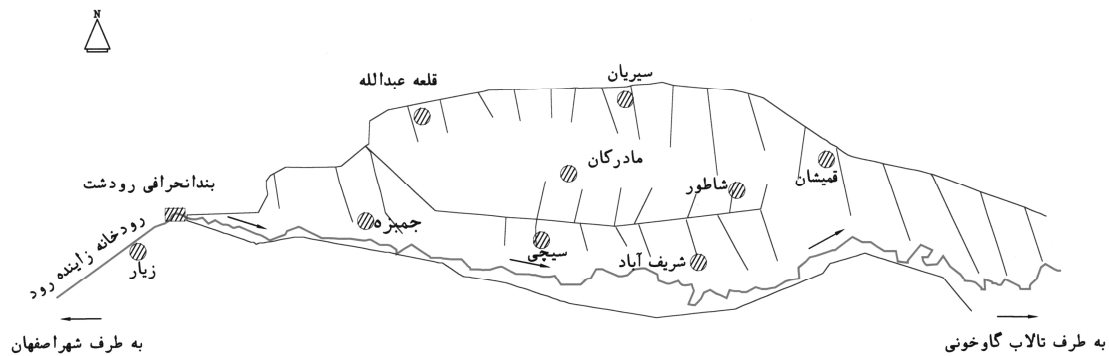 N
سیریان
قلعه عبدالله
مادرکان
قمیشان
شاطور
بندانحرافی رودشت
جمبزه
سیچی
شریف آباد
زیار
رودخانه زاینده رود
به طرف شهراصفهان
به طرف تالاب گاوخونی